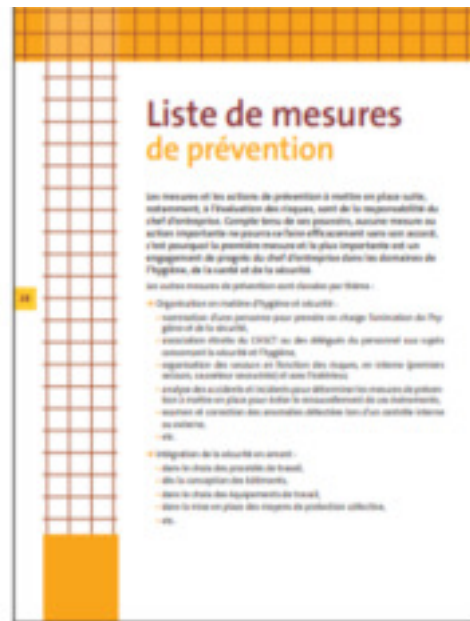 Liste de mesures
de prévention
Les mesures et les actions de prévention à mettre en place suite,
notamment, à l'évaluation des risques, sont de la responsabilité du
chef d'entreprise. Compte tenu de ses pouvoirs, aucune mesure ou
action importante ne pourra se faire efficacement sans son accord,
c'est pourquoi la première mesure et la plus importante est un
engagement de progrès du chef d'entreprise dans les domaines de
l'hygiène, de la santé et de la sécurité
Les autres mesures de prévention sont classées par thème :
Organisation en matière d'hygiène et sécurité :
- nomination d'une personne pour prendre en charge l'animation de l'hy-
giène et de la sécurité,
- association étroite du CHSCT ou des délégués du personnel aux sujets
concernant la sécurité et l'hygiène,
- organisation des secours en fonction des risques, en interne (premiers
secours, sauveteur secouriste) et avec l'extérieur,
- analyse des accidents et incidents pour déterminer les mesures de préven-
tion à mettre en place pour éviter le renouvellement de ces événements,
- examen et correction des anomalies détectées lors d'un contrôle interne
ou externe,
- etc.
Intégration de la sécurité en amont :
- dans le choix des procédés de travail,
- dès la conception des bâtiments,
- dans le choix des équipements de travail,
- dans la mise en place des moyens de protection collective,
- etc.